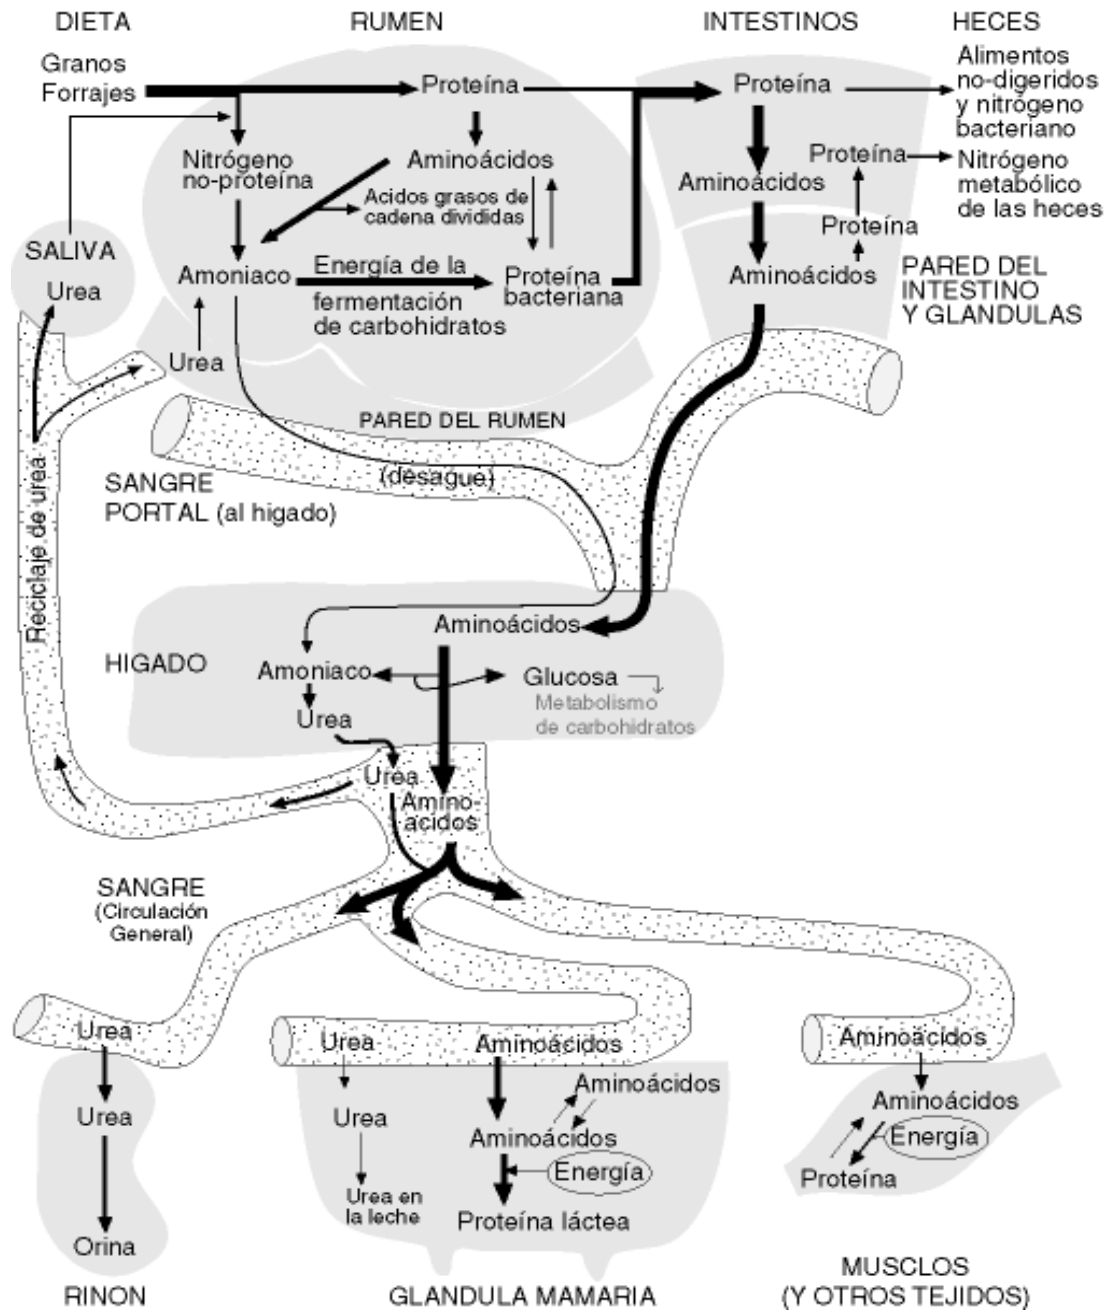 DIETA
RUMEN
INTESTINOS
HECES
Granos
Forrajes
Proteína
Proteína
Alimentos
no-digeridos
y nitrógeno
bacteriano
Nitrógeno
no-proteína
Aminoácidos
Acidos grasos de
cadena divididas
Aminoácidos
Proteína
Nitrógeno
metabólico
de las heces
Proteína
SALIVA
Urea
Amoniaco
Energía de la
fermentación
de carbohidratos
Proteína
bacteriana
Aminoácidos
PARED DEL
INTESTINO
Y GLANDULAS
Urea
PARED DEL RUMEN
(desague)
SANGRE
PORTAL (al higado)
Reciclaje de urea
HIGADO
Aminoácidos
Amoniaco
Glucosa
Metabolismo
de carbohidratos
Urea
Urea
Amino-
acidos
SANGRE
(Circulación
General)
Urea
Urea
Orina
RINON
Urea
Aminoácidos
Aminoácidos
Urea
Aminoácidos
Energía
Urea en
la leche
Proteína láctea
GLANDULA MAMARIA
Aminoácidos
Aminoácidos
Energía
Proteína
MUSCLOS
(Y OTROS TEJIDOS)